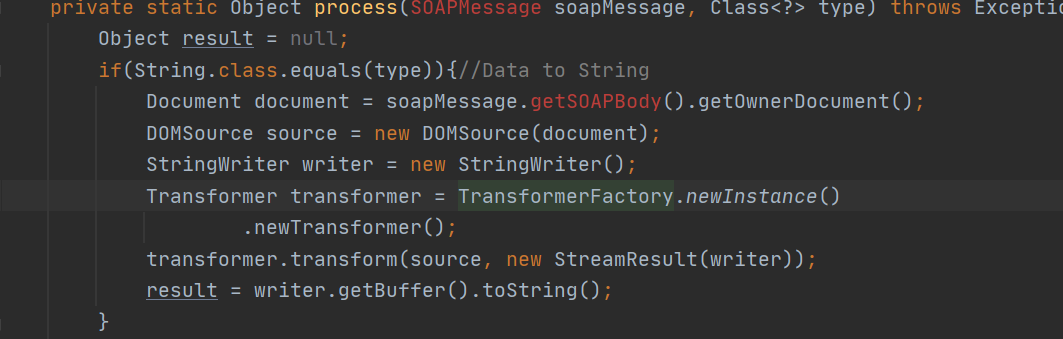 private static Object process(SOAPMessage soapMessage, Class<?> type) throws Exceptio
Object result = null;
if(String.class.equals(type)){//Data to String
Document document = soapMessage.getSOAPBody().getOwnerDocument();
DOMSource source = new DOMSource(document);
StringWriter writer = new StringWriter();
Transformer transformer = TransformerFactory.newInstance()
.newTransformer();
transformer.transform(source, new StreamResult(writer));
result = writer.getBuffer().toString();
}